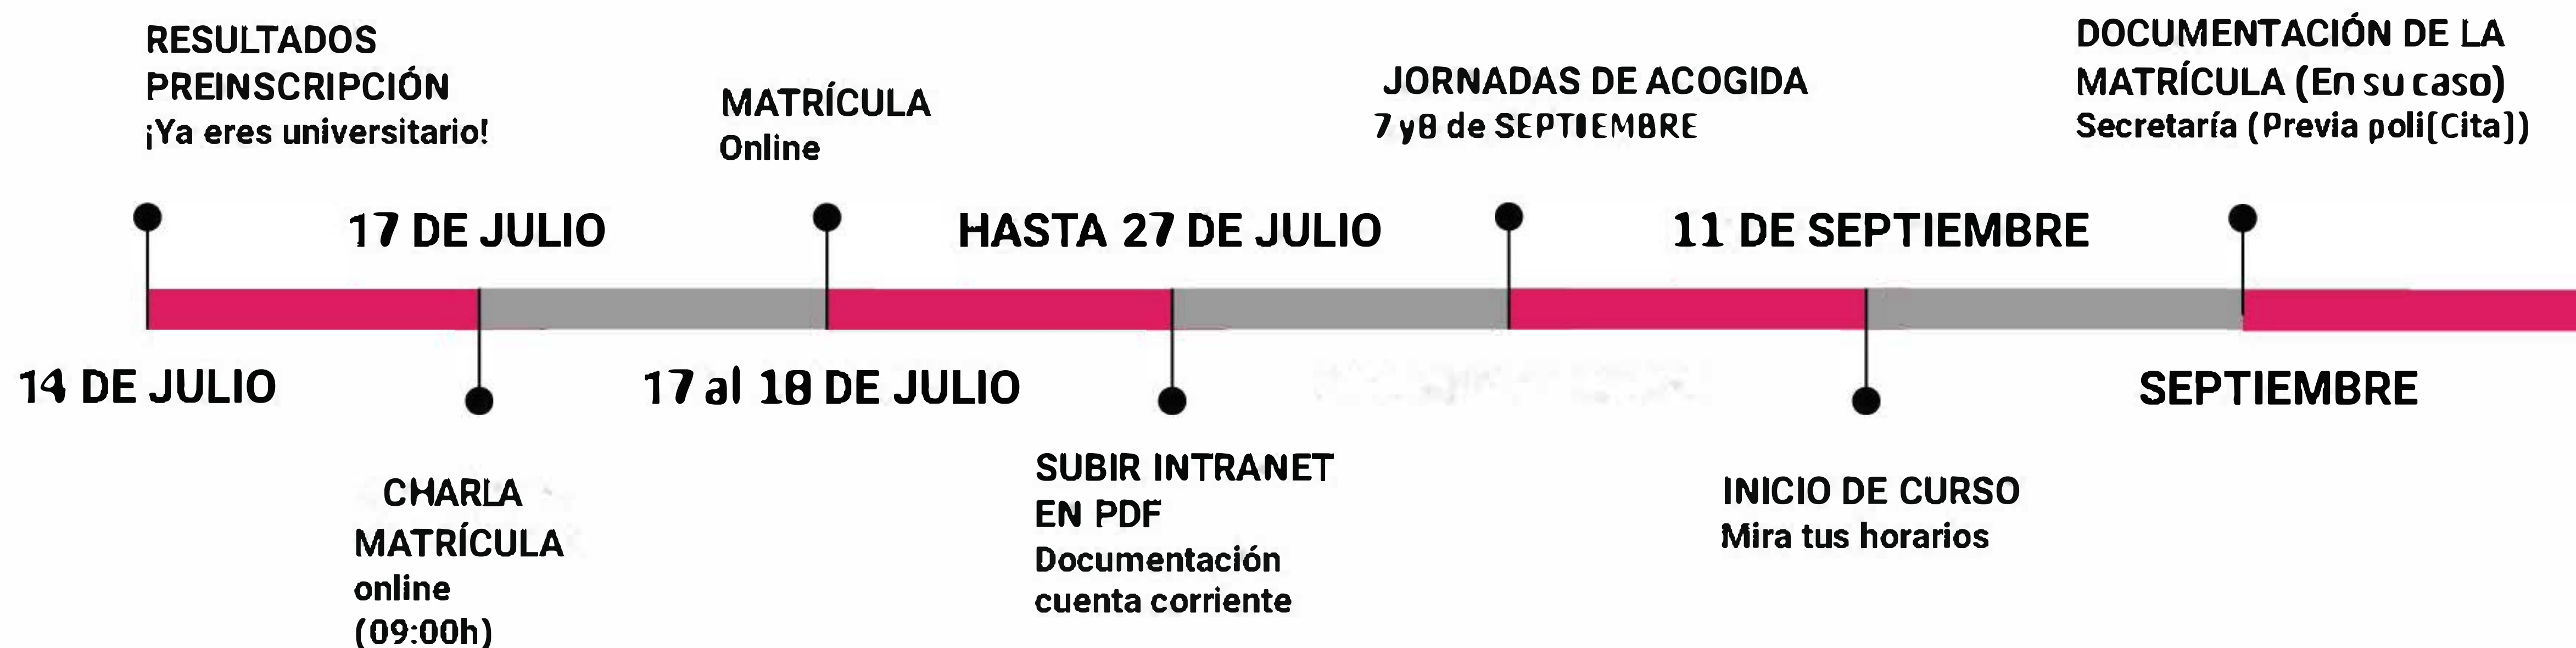 RESULTADOS
PREINSCRIPCIÓN
¡Ya eres universitario!
14 DE JULIO
17 DE JULIO
CHARLA
MATRÍCULA
online
(09:00h)
MATRÍCULA
Online
17 al 18 DE JULIO
HASTA 27 DE JULIO
SUBIR INTRANET
EN PDF
Documentación
cuenta corriente
JORNADAS DE ACOGIDA
7 y8 de SEPTIEMBRE
11 DE SEPTIEMBRE
INICIO DE CURSO
Mira tus horarios
DOCUMENTACIÓN DE LA
MATRÍCULA (En su caso)
Secretaría (Previa poli[Cita])
SEPTIEMBRE